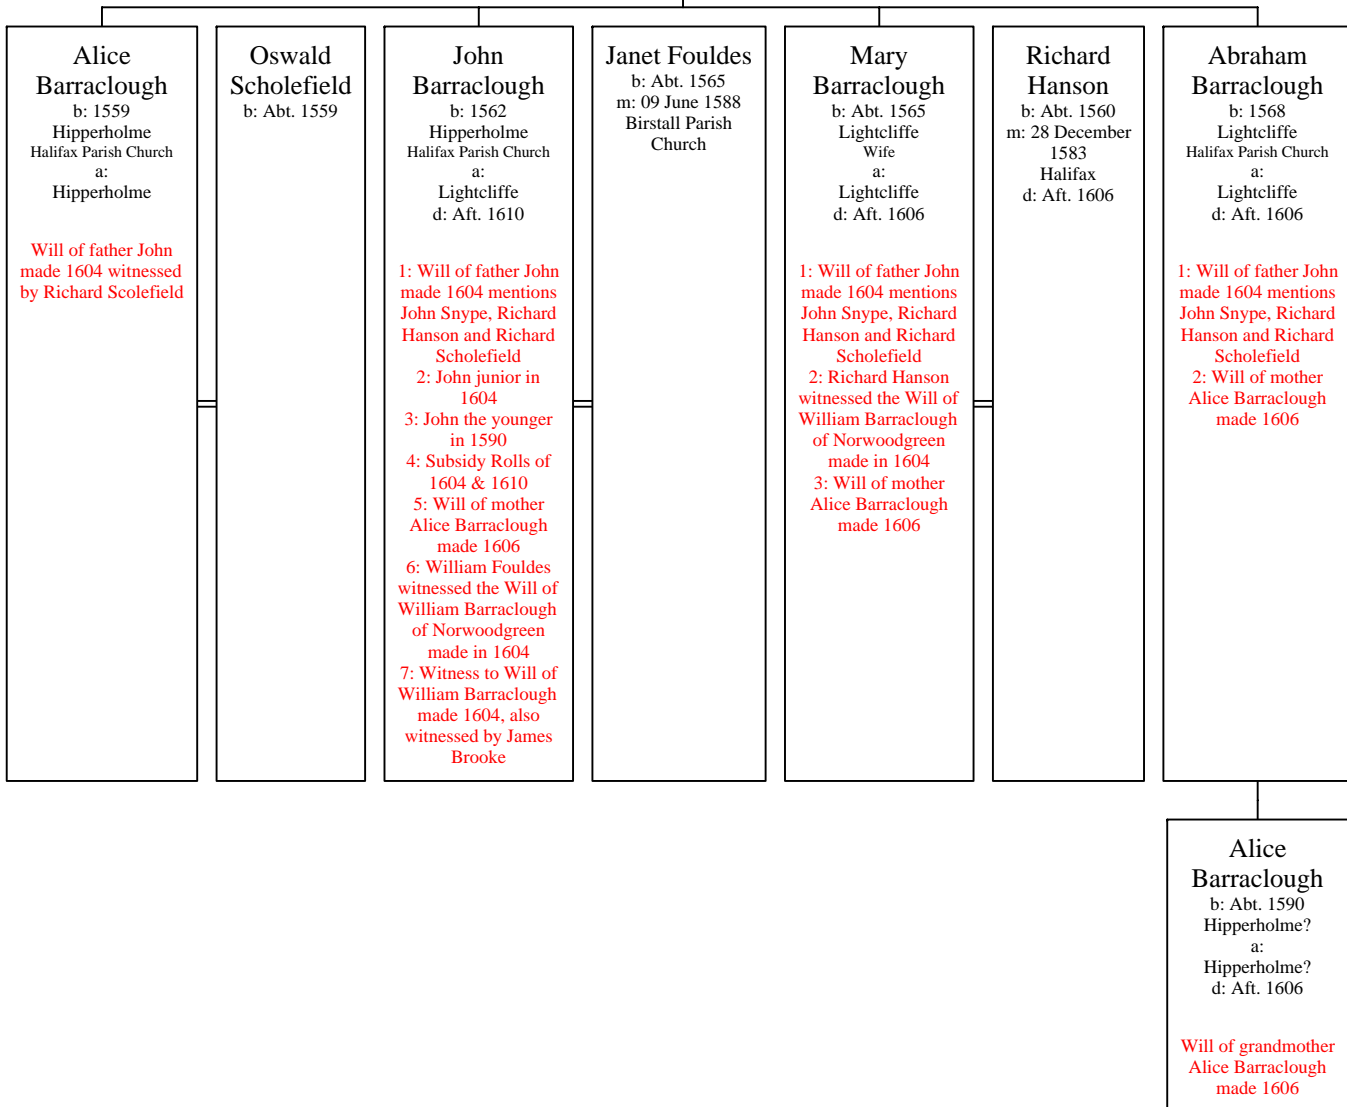 Alice
Barraclough
b: 1559
Hipperholme
Halifax Parish Church
a:
Hipperholme
Will of father John
made 1604 witnessed
by Richard Scolefield
Oswald
Scholefield
b: Abt. 1559
John
Barraclough
b: 1562
Hipperholme
Halifax Parish Church
a:
Lightcliffe
d: Aft. 1610
1: Will of father John
made 1604 mentions
John Snype, Richard
Hanson and Richard
Scholefield
2: John junior in
1604
3: John the younger
in 1590
4: Subsidy Rolls of
1604 & 1610
5: Will of mother
Alice Barraclough
made 1606
6: William Fouldes
witnessed the Will of
William Barraclough
of Norwoodgreen
made in 1604
7: Witness to Will of
William Barraclough
made 1604, also
witnessed by James
Brooke
Janet Fouldes
b: Abt. 1565
m: 09 June 1588
Birstall Parish
Church
Mary
Barraclough
b: Abt. 1565
Lightcliffe
Wife
a:
Lightcliffe
d: Aft. 1606
1: Will of father John
made 1604 mentions
John Snype, Richard
Hanson and Richard
Scholefield
2: Richard Hanson
witnessed the Will of
William Barraclough
of Norwoodgreen
made in 1604
3: Will of mother
Alice Barraclough
made 1606
Richard
Hanson
b: Abt. 1560
m: 28 December
1583
Halifax
d: Aft. 1606
Abraham
Barraclough
b: 1568
Lightcliffe
Halifax Parish Church
a:
Lightcliffe
d: Aft. 1606
1: Will of father John
made 1604 mentions
John Snype, Richard
Hanson and Richard
Scholefield
2: Will of mother
Alice Barraclough
made 1606
Alice
Barraclough
b: Abt. 1590
Hipperholme?
a:
Hipperholme?
d: Aft. 1606
Will of grandmother
Alice Barraclough
made 1606